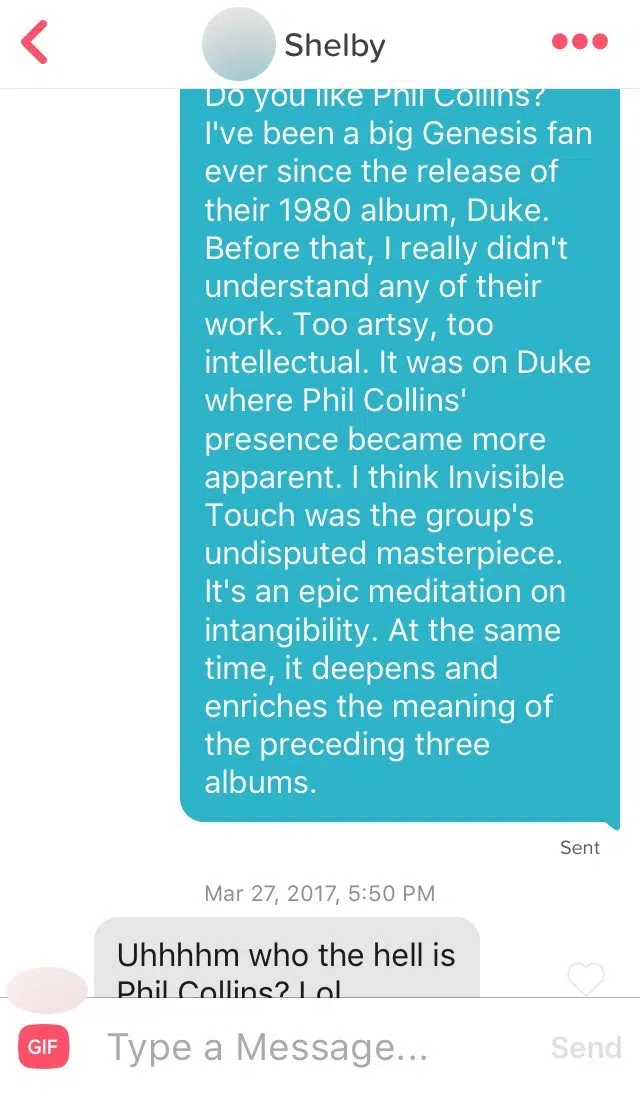 Shelby
Do you like Phil Collins?
I've been a big Genesis fan
ever since the release of
their 1980 album, Duke.
Before that, I really didn't
understand any of their
work. Too artsy, too
intellectual. It was on Duke
where Phil Collins'
presence became more
apparent. I think Invisible
Touch was the group's
undisputed masterpiece.
It's an epic meditation on
intangibility. At the same
time, it deepens and
enriches the meaning of
the preceding three
albums.
Sent
Mar 27, 2017, 5:50 PM
Uhhhhm who the hell is
Phil Collins? Lol
GIF Type a Message... Send